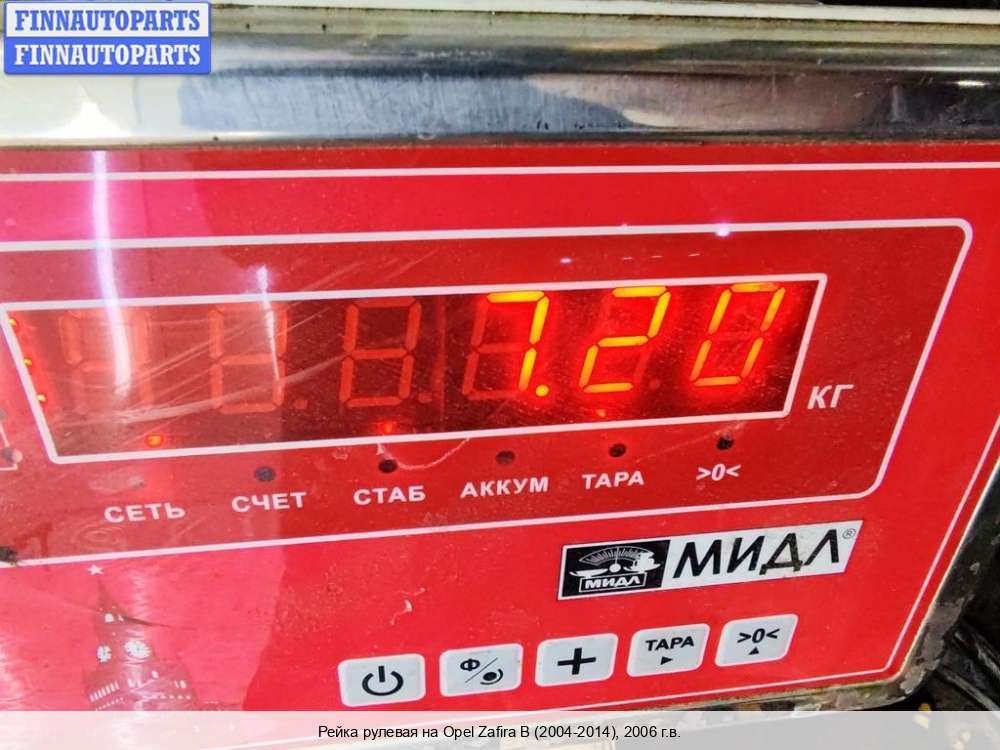 FINNAUTOPARTS
FINNAUTOPARTS
7.20
КГ
СЕТЬ СЧЕТ СТАБ АККУМ ТАРА >0<
МИДЛ МИДЛ®
Ф ТАРА >0<
Рейка рулевая на Opel Zafira B (2004-2014), 2006 г.в.